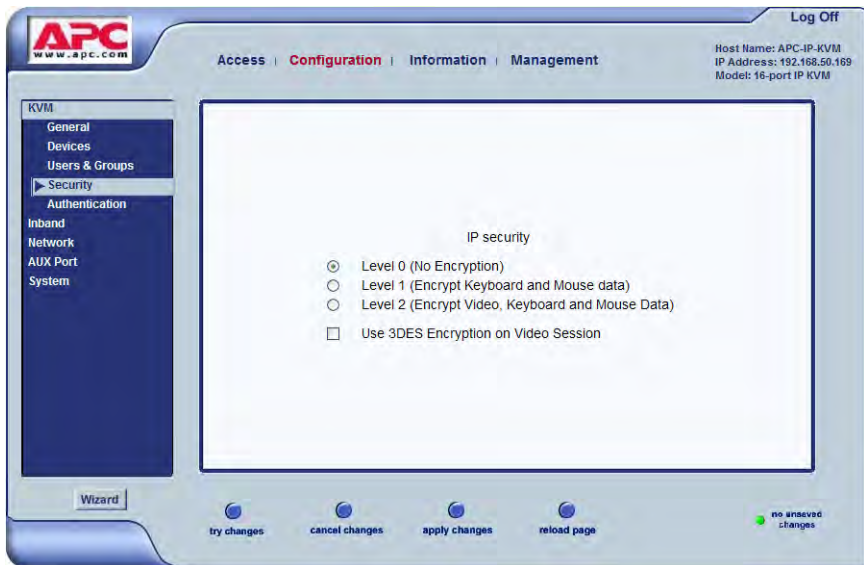 Log Off
APC
www.apc.com
Access | Configuration | Information | Management
Host Name: APC-IP-KVM
IP Address: 192.168.50.169
Model: 16-port IP KVM
KVM
General
Devices
Users & Groups
Security
Authentication
Inband
Network
AUX Port
System
IP security
Level 0 (No Encryption)
Level 1 (Encrypt Keyboard and Mouse data)
Level 2 (Encrypt Video, Keyboard and Mouse Data)
Use 3DES Encryption on Video Session
Wizard
try changes
cancel changes
apply changes
reload page
no unsaved
changes